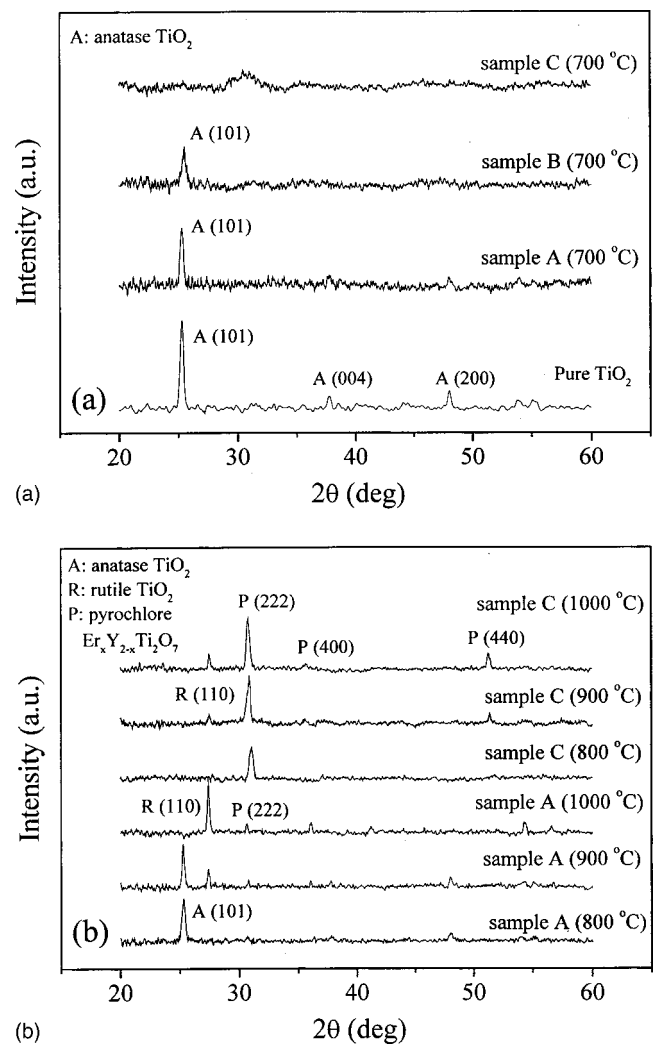 A: anatase TiO₂
sample C (700 °C)
A (101)
sample B (700 °C)
A (101)
sample A (700 °C)
A (101)
A (004)
A (200)
Pure TiO₂
(a)
Intensity (a.u.)
20 30 40 50 60
(a)
2θ (deg)
A: anatase TiO₂
R: rutile TiO₂
P: pyrochlore
ErₓY₂₋ₓTi₂O₇
P (222)
sample C (1000 °C)
P (400)
P (440)
R (110)
sample C (900 °C)
sample C (800 °C)
R (110)
P (222)
sample A (1000 °C)
sample A (900 °C)
A (101)
sample A (800 °C)
(b)
Intensity (a.u.)
20 30 40 50 60
(b)
2θ (deg)